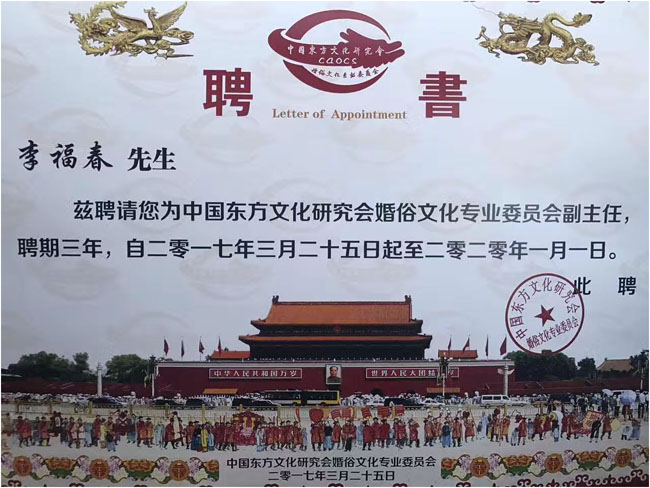 中国东方文化研究会
CAOCS
婚俗文化专业委员会
聘 書
Letter of Appointment
李福春 先生
兹聘请您为中国东方文化研究会婚俗文化专业委员会副主任，
聘期三年，自二零一七年三月二十五日起至二零二零年一月一日。
此 聘
中国东方文化研究会
婚俗文化专业委员会
中华人民共和国万岁
世界人民大团结万岁
中国东方文化研究会婚俗文化专业委员会
二零一七年三月二十五日